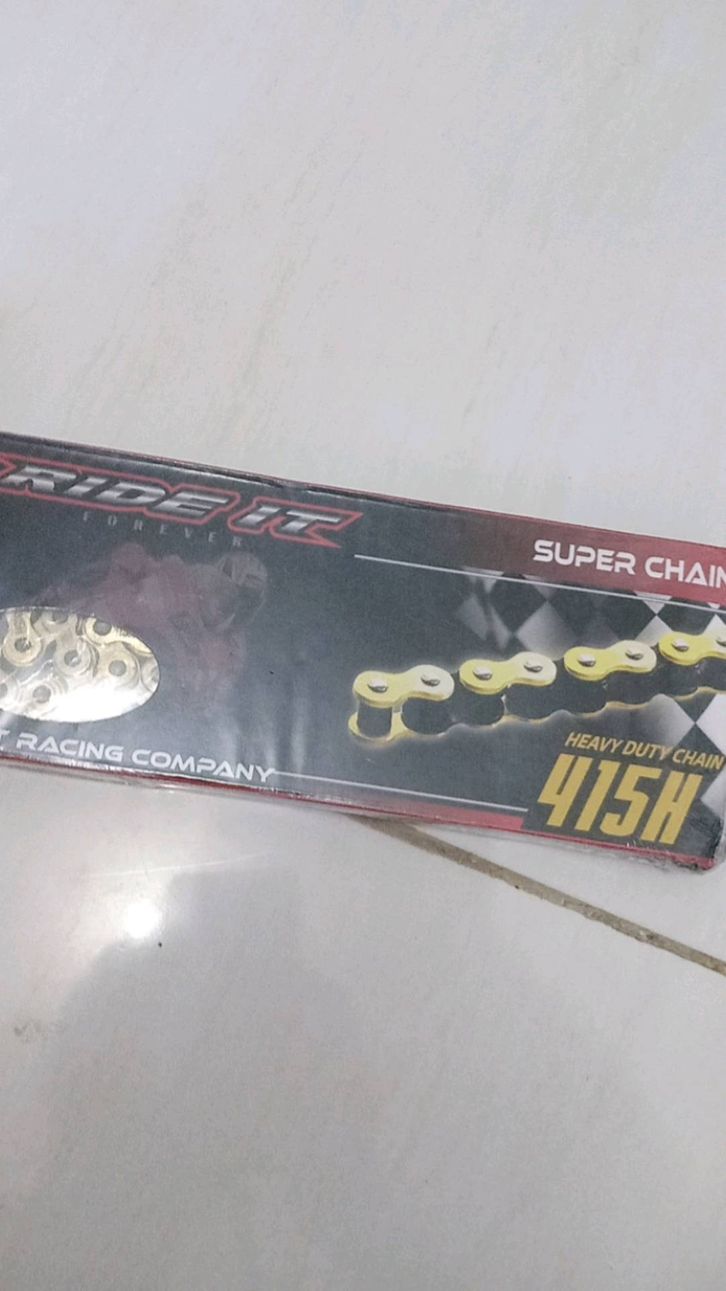 RIDE IT
FOREVER
SUPER CHAIN
T RACING COMPANY
HEAVY DUTY CHAIN
415H